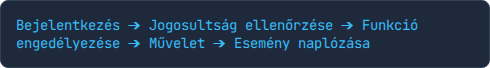 Bejelentkezés → Jogosultság ellenőrzése → Funkció
engedélyezése → Művelet → Esemény naplózása